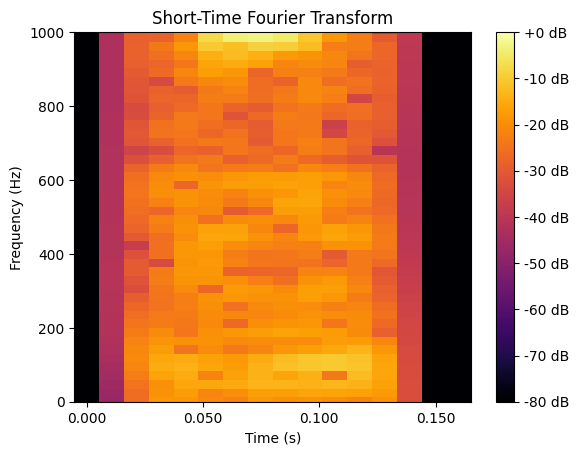 Short-Time Fourier Transform
Frequency (Hz)
1000
800
600
400
200
0
0.000
0.050
0.100
0.150
Time (s)
+0 dB
-10 dB
-20 dB
-30 dB
-40 dB
-50 dB
-60 dB
-70 dB
-80 dB